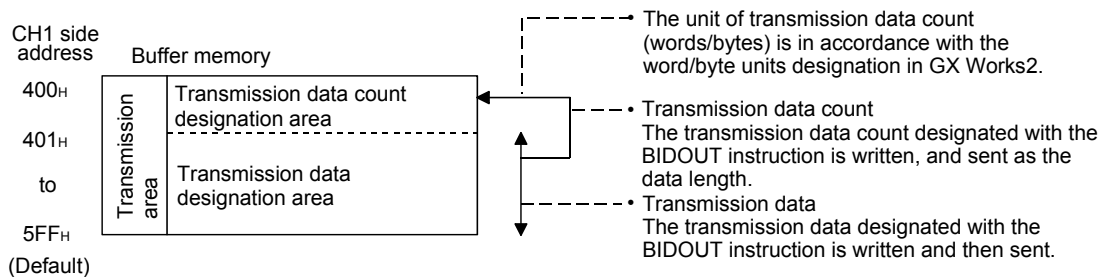 CH1 side
address
Buffer memory
400H
401H
to
5FFH
(Default)
Transmission
area
Transmission data count
designation area
Transmission data
designation area
• The unit of transmission data count
(words/bytes) is in accordance with the
word/byte units designation in GX Works2.
• Transmission data count
The transmission data count designated with the
BIDOUT instruction is written, and sent as the
data length.
• Transmission data
The transmission data designated with the
BIDOUT instruction is written and then sent.